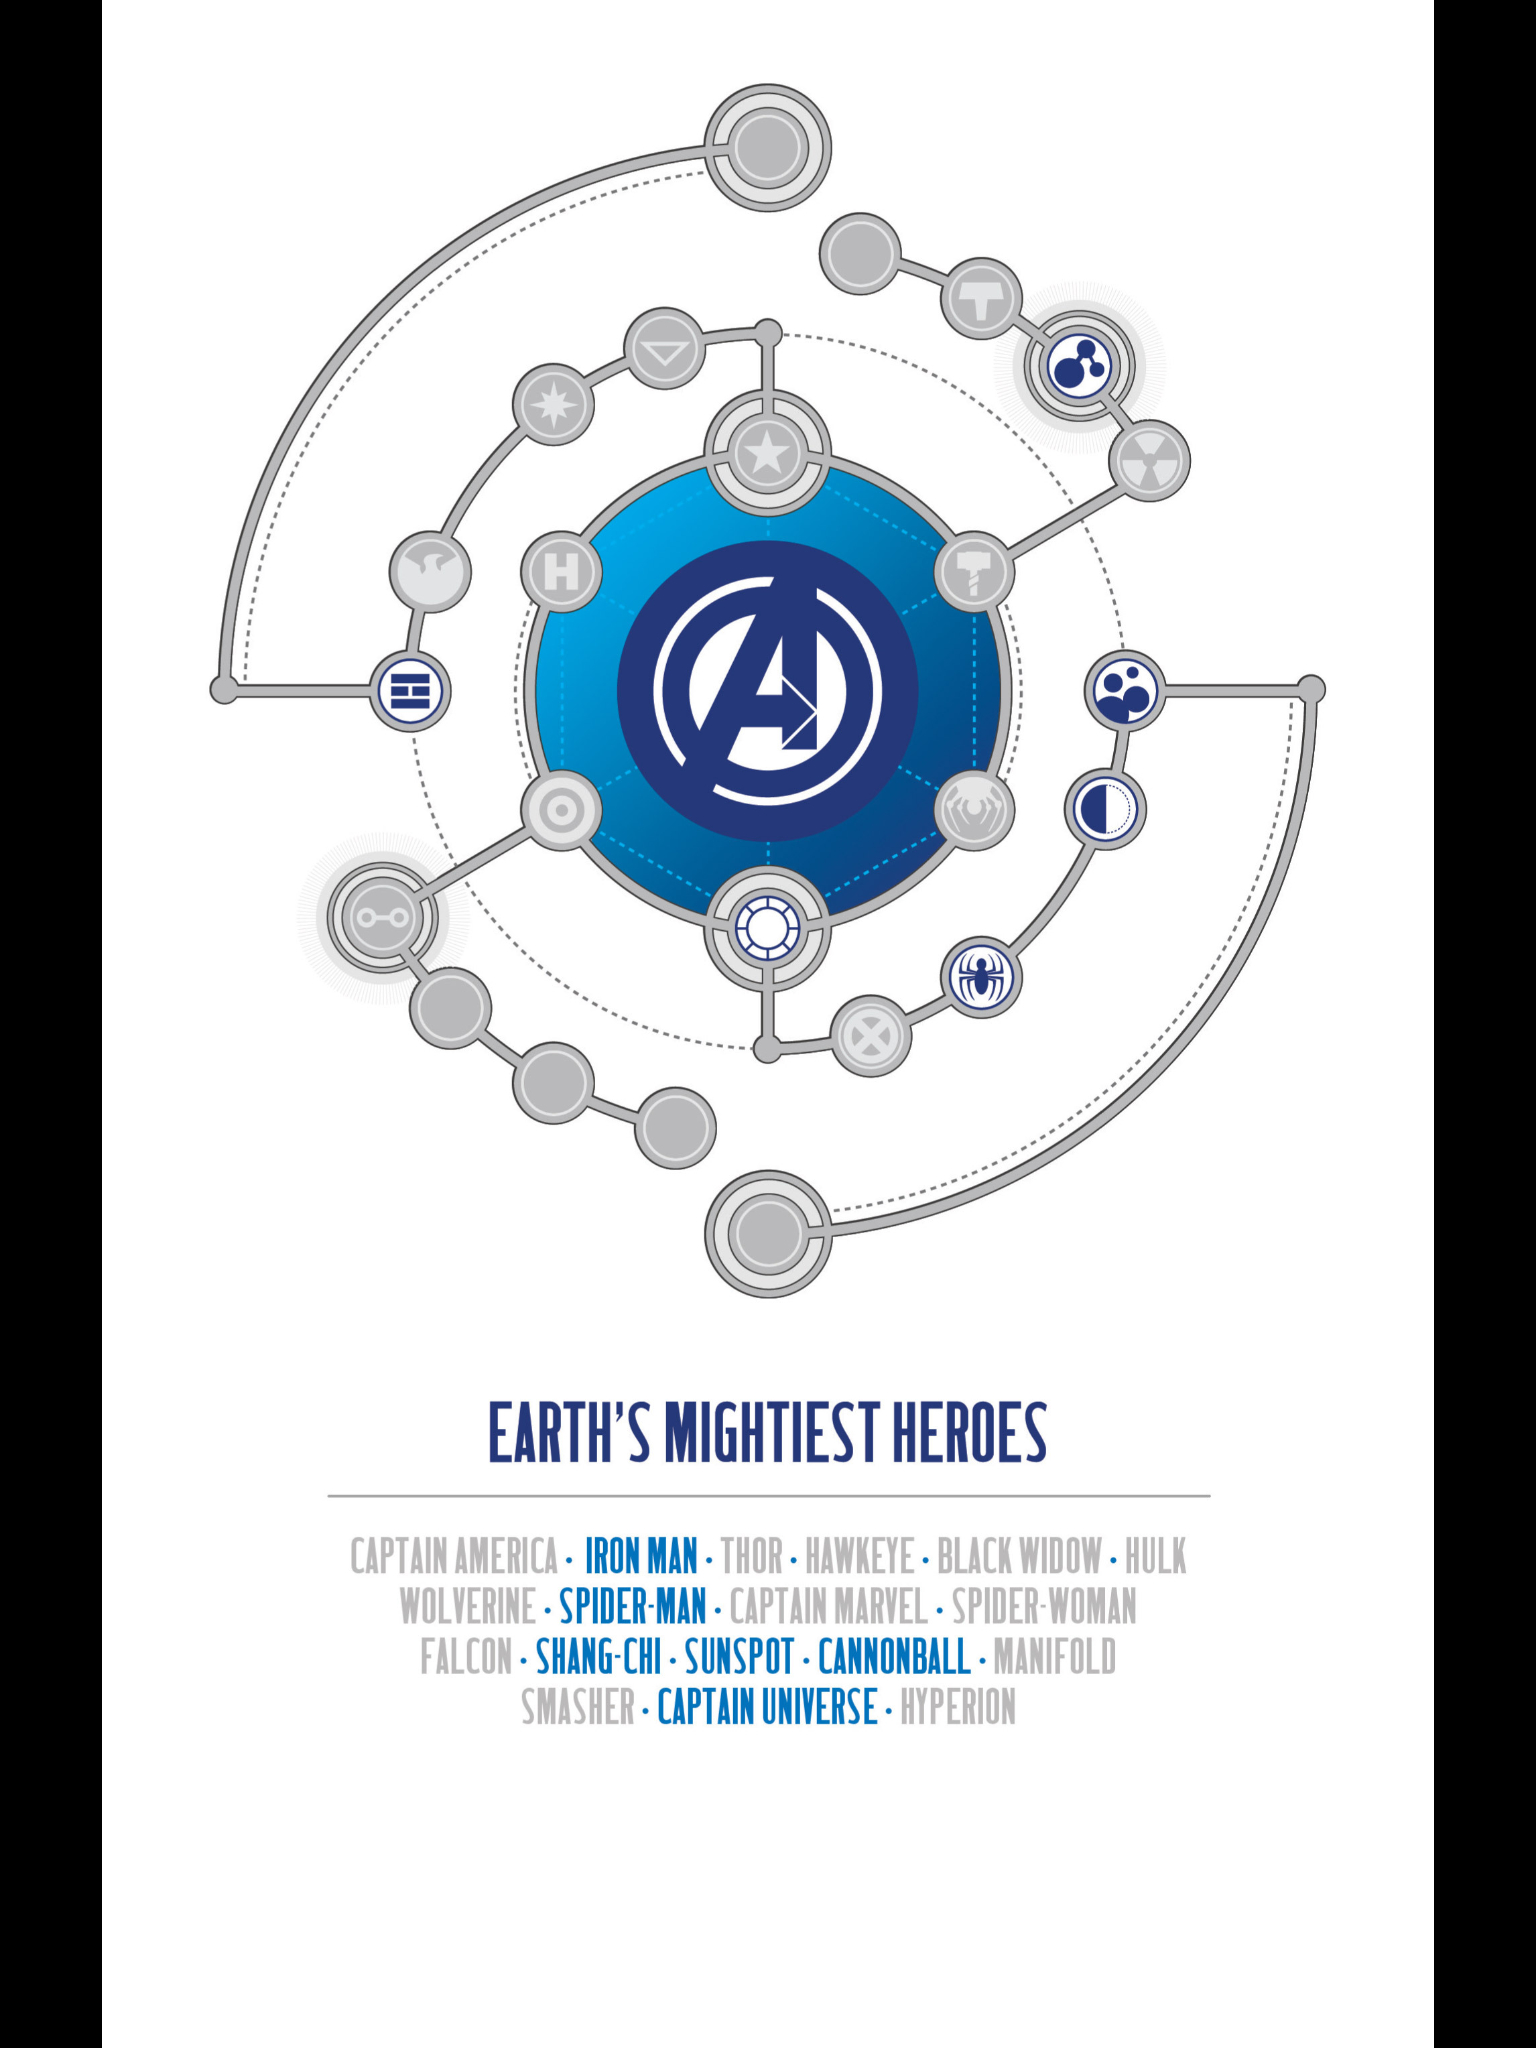 H
A
EARTH'S MIGHTIEST HEROES
CAPTAIN AMERICA • IRON MAN • THOR • HAWKEYE • BLACK WIDOW • HULK
WOLVERINE • SPIDER-MAN • CAPTAIN MARVEL • SPIDER-WOMAN
FALCON • SHANG-CHI • SUNSPOT • CANNONBALL • MANIFOLD
SMASHER • CAPTAIN UNIVERSE • HYPERION